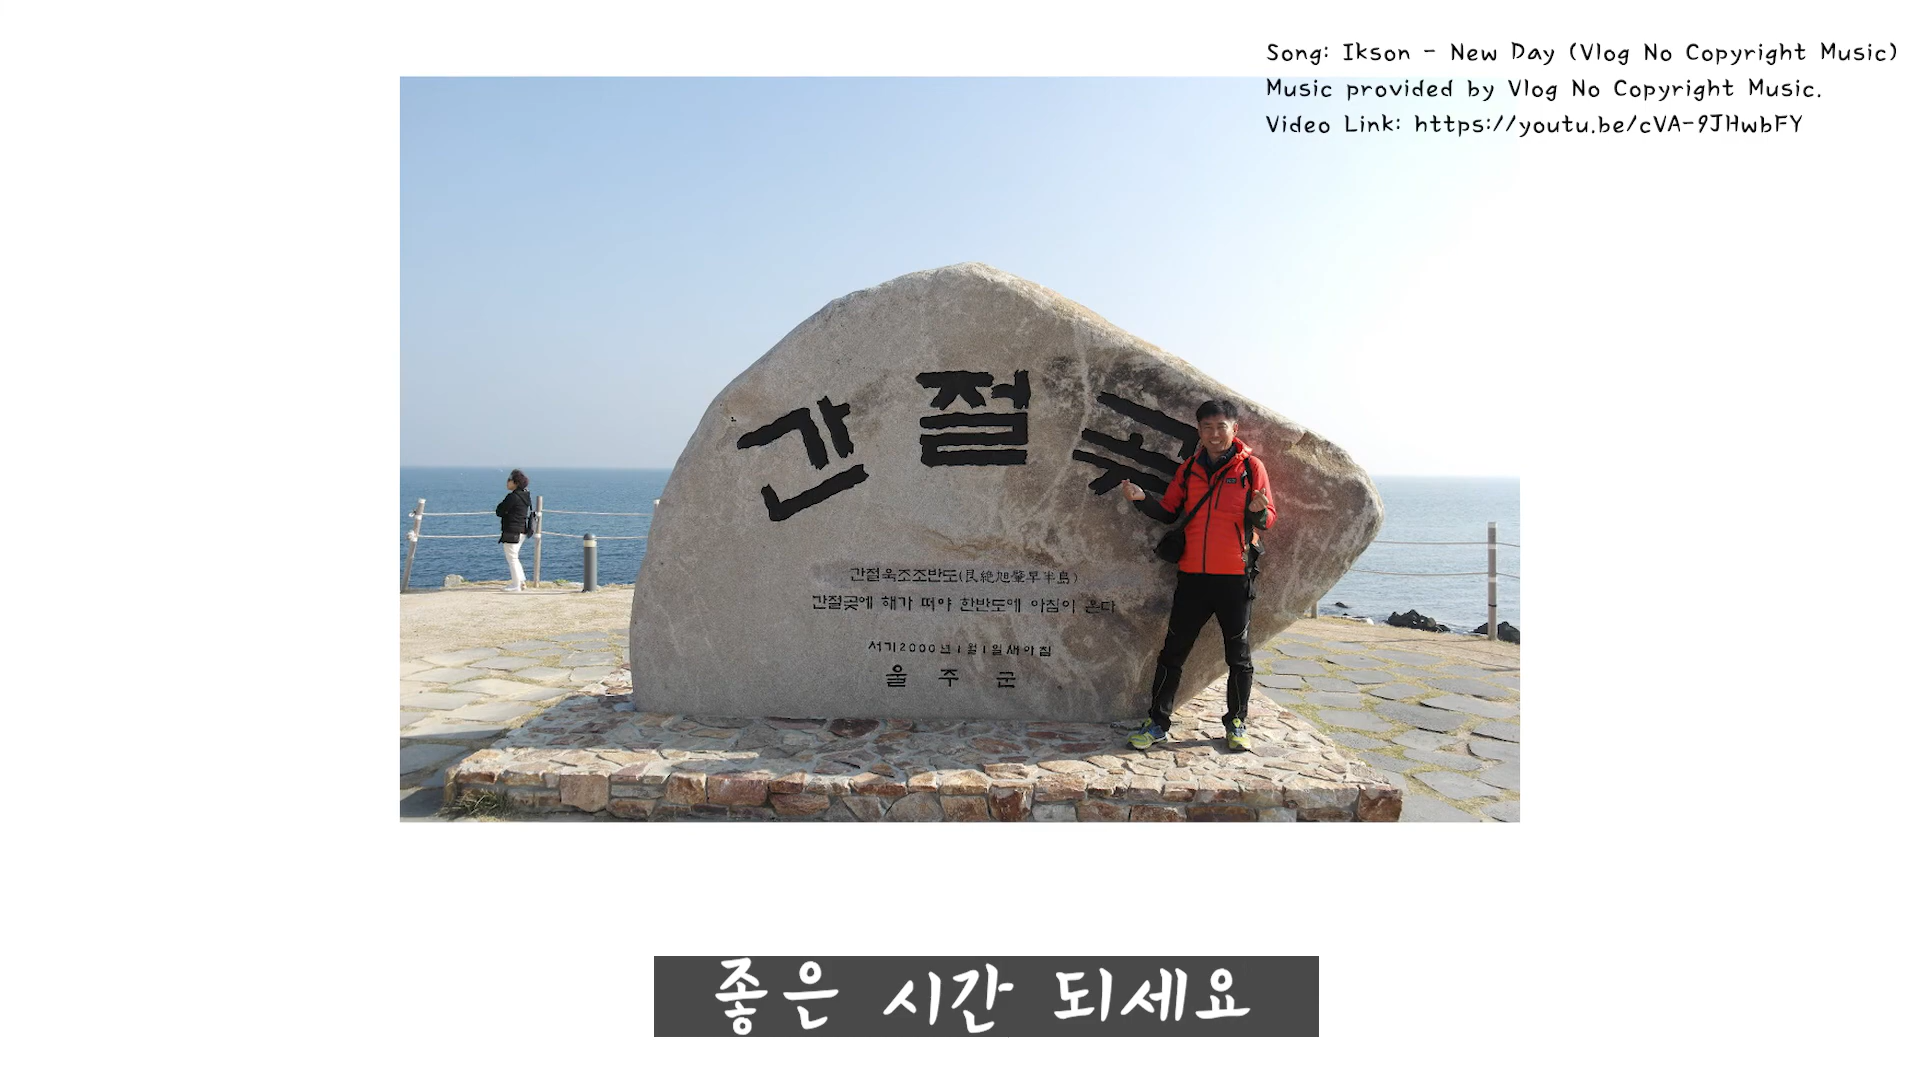 Song: Ikson - New Day (Vlog No Copyright Music)
Music provided by Vlog No Copyright Music.
Video Link: https://youtu.be/cVA-9JHwbFY
간절곶
간절욱조조반도(艮絶旭肇早半島)
간절곶에 해가 떠야 한반도에 아침이 온다
서기2000년1월1일새아침
울주군
좋은 시간 되세요